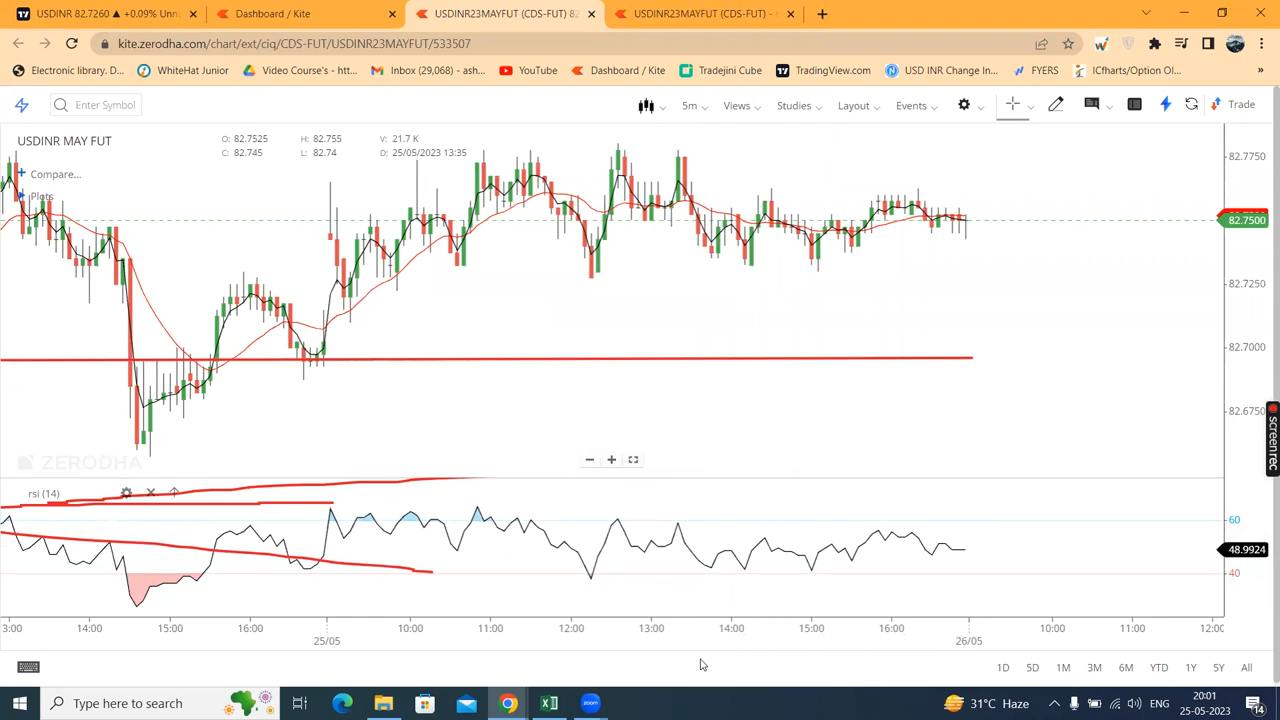 USDINR 82.7260 ▲ +0.09% Unna
Dashboard / Kite
USDINR23MAYFUT (CDS-FUT) 82
USDINR23MAYFUT (CDS-FUT) -
kite.zerodha.com/chart/ext/ciq/CDS-FUT/USDINR23MAYFUT/533507
Electronic library. D...
WhiteHat Junior
Video Course's - htt...
Inbox (29,068) - ash...
YouTube
Dashboard / Kite
Tradejini Cube
TradingView.com
USD INR Change In...
FYERS
ICfharts/Option Ol...
»
Enter Symbol
5m
Views
Studies
Layout
Events
Trade
USDINR MAY FUT
O: 82.7525
H: 82.755
V: 21.7 K
C: 82.745
L: 82.74
D: 25/05/2023 13:35
Compare...
Plots
82.7750
82.7500
82.7250
82.7000
82.6750
ZERODHA
screenrec
rsi (14)
60
48.9924
40
3:00
14:00
15:00
16:00
25/05
10:00
11:00
12:00
13:00
14:00
15:00
16:00
26/05
10:00
11:00
12:00
1D
5D
1M
3M
6M
YTD
1Y
5Y
All
Type here to search
zoom
31°C Haze
ENG
20:01
25-05-2023
14